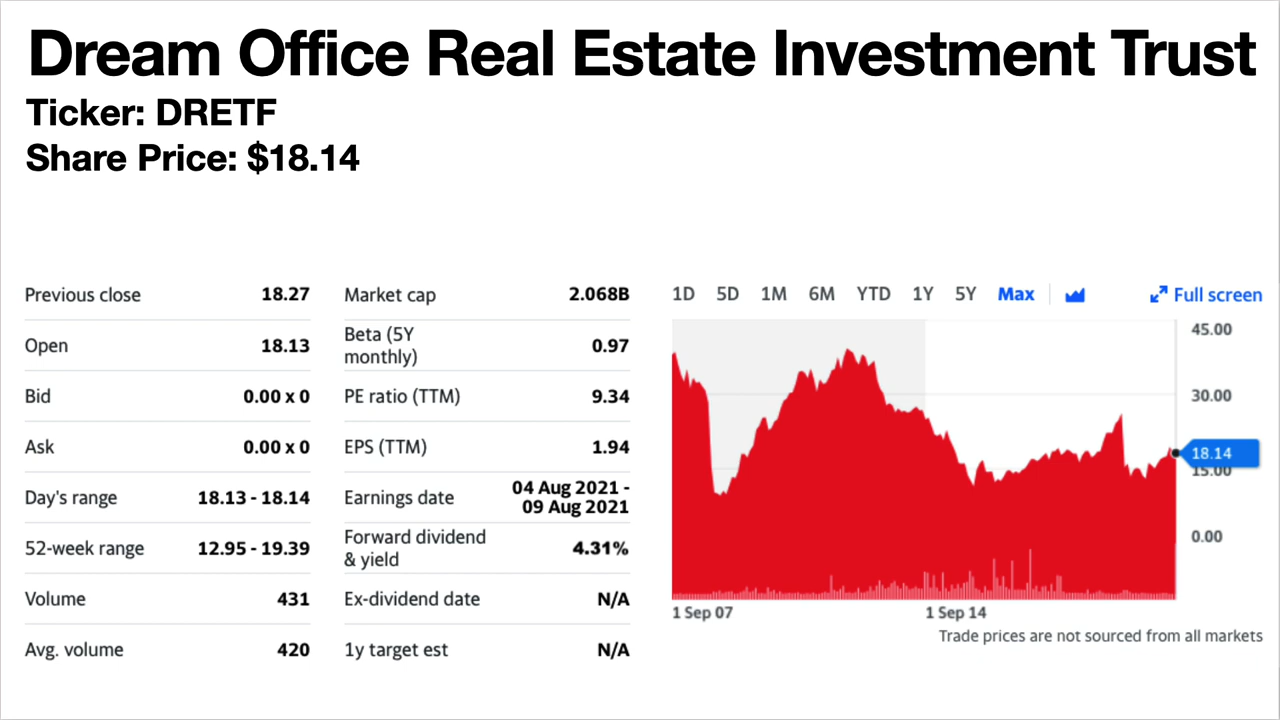 Dream Office Real Estate Investment Trust
Ticker: DRETF
Share Price: $18.14
Previous close 18.27
Open 18.13
Bid 0.00 x 0
Ask 0.00 x 0
Day's range 18.13 - 18.14
52-week range 12.95 - 19.39
Volume 431
Avg. volume 420
Market cap 2.068B
Beta (5Y
monthly) 0.97
PE ratio (TTM) 9.34
EPS (TTM) 1.94
Earnings date 04 Aug 2021 -
09 Aug 2021
Forward dividend
& yield 4.31%
Ex-dividend date N/A
1y target est N/A
1D 5D 1M 6M YTD 1Y 5Y Max Full screen
45.00
30.00
18.14
15.00
0.00
1 Sep 07 1 Sep 14
Trade prices are not sourced from all markets